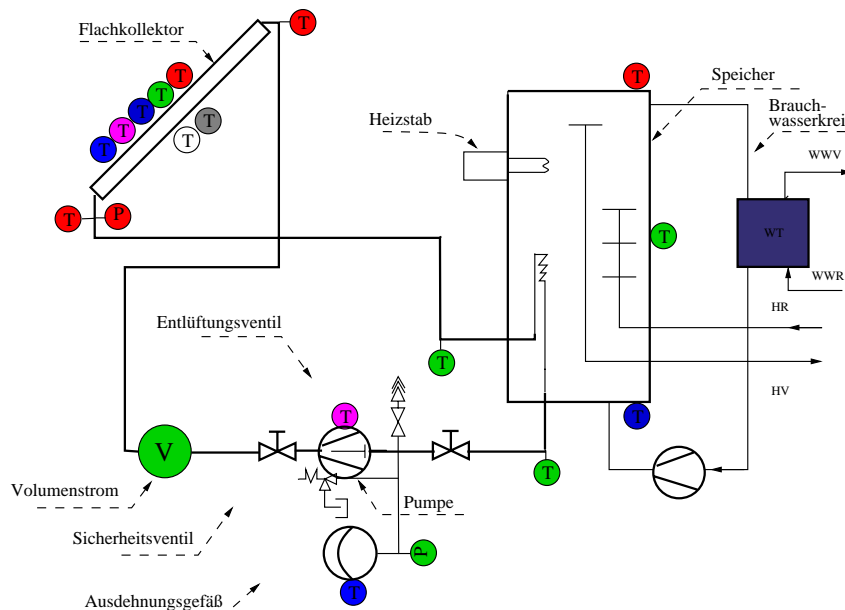 Flachkollektor
T
T
Speicher
T
T
T
T
T
T
T
Heizstab
Brauch-
wasserkrei
WWV
T
P
T
WT
WWR
HR
Entlüftungsventil
T
HV
T
T
V
T
Volumenstrom
Pumpe
Sicherheitsventil
P
T
Ausdehnungsgefäß